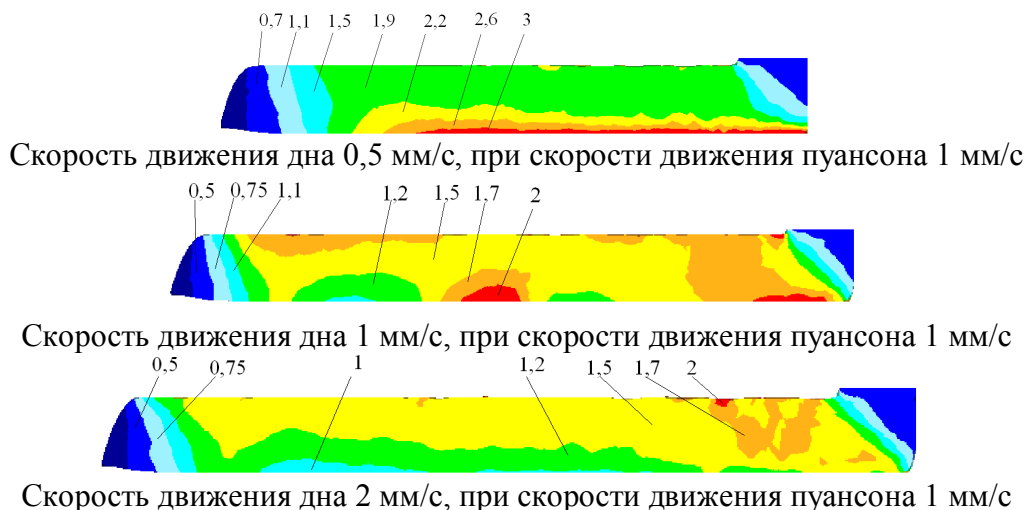 0,7 1,1 1,5 1,9 2,2 2,6 3
Скорость движения дна 0,5 мм/с, при скорости движения пуансона 1 мм/с
0,5 0,75 1,1 1,2 1,5 1,7 2
Скорость движения дна 1 мм/с, при скорости движения пуансона 1 мм/с
0,5 0,75 1 1,2 1,5 1,7 2
Скорость движения дна 2 мм/с, при скорости движения пуансона 1 мм/с